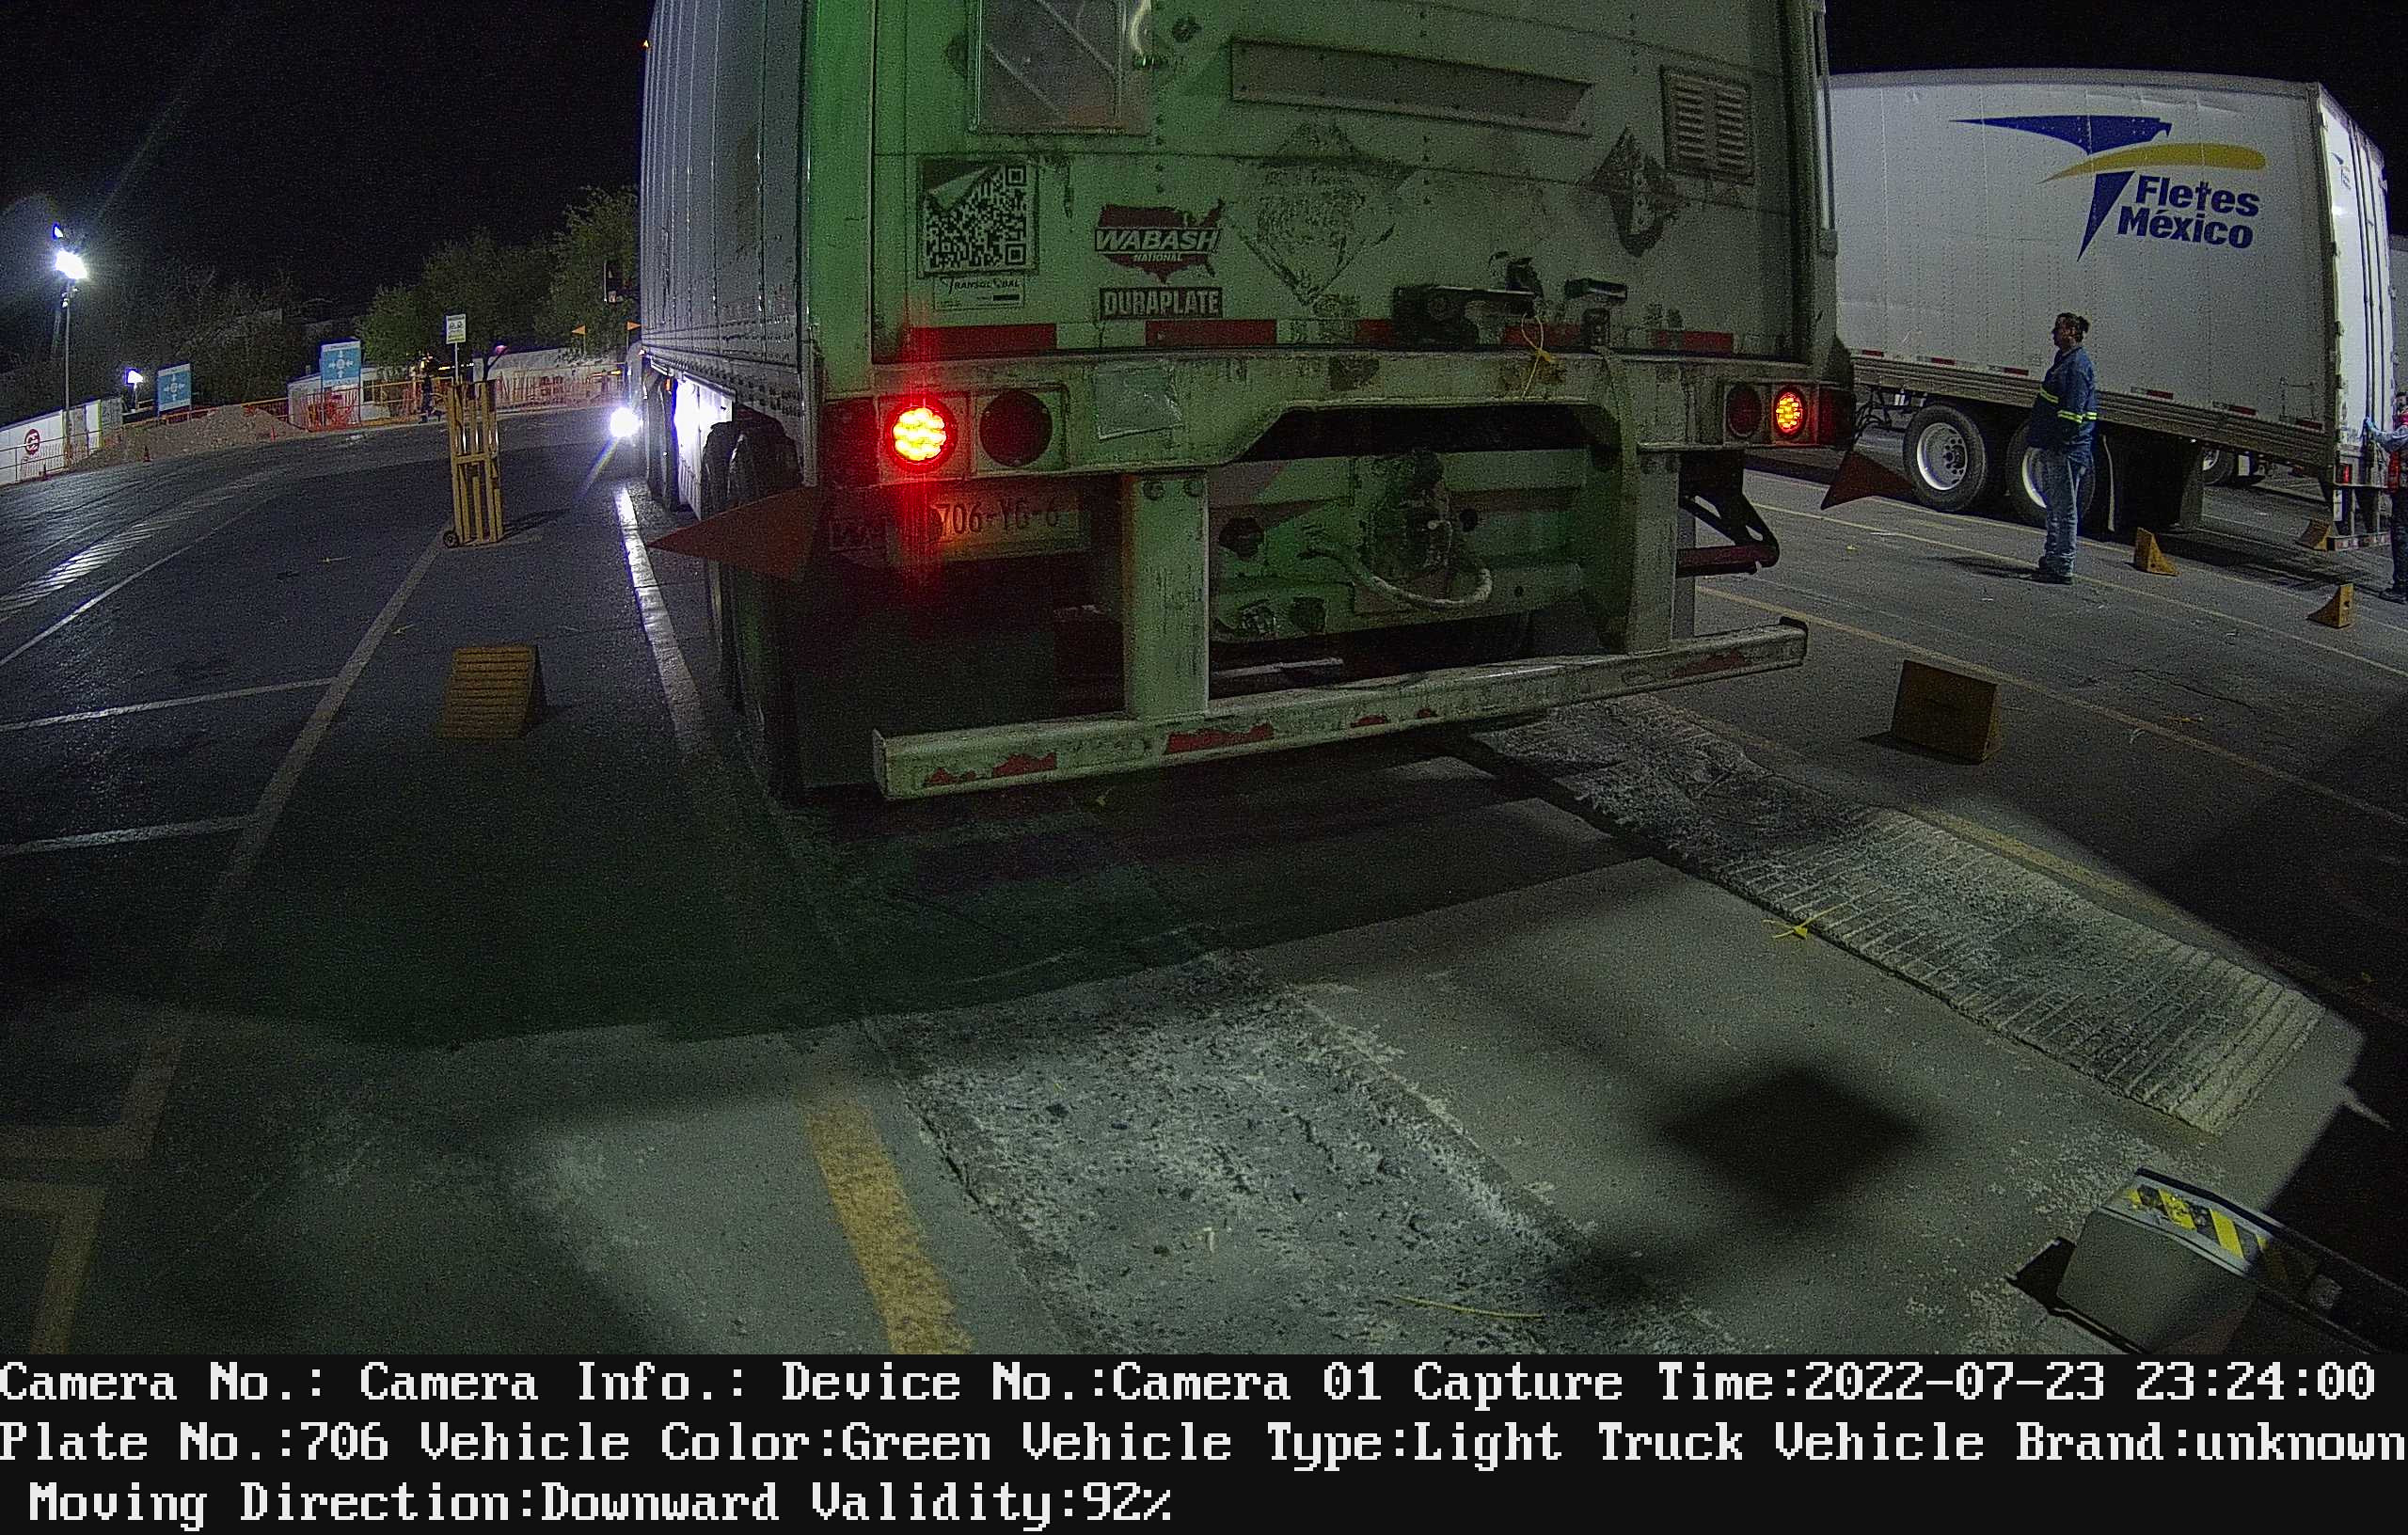 Fletes
México
WABASH
NATIONAL
TRANSGLOBAL
DURAPLATE
706-YG-6
Camera No.: Camera Info.: Device No.:Camera 01 Capture Time:2022-07-23 23:24:00
Plate No.:706 Vehicle Color:Green Vehicle Type:Light Truck Vehicle Brand:unknown
Moving Direction:Downward Validity:92%